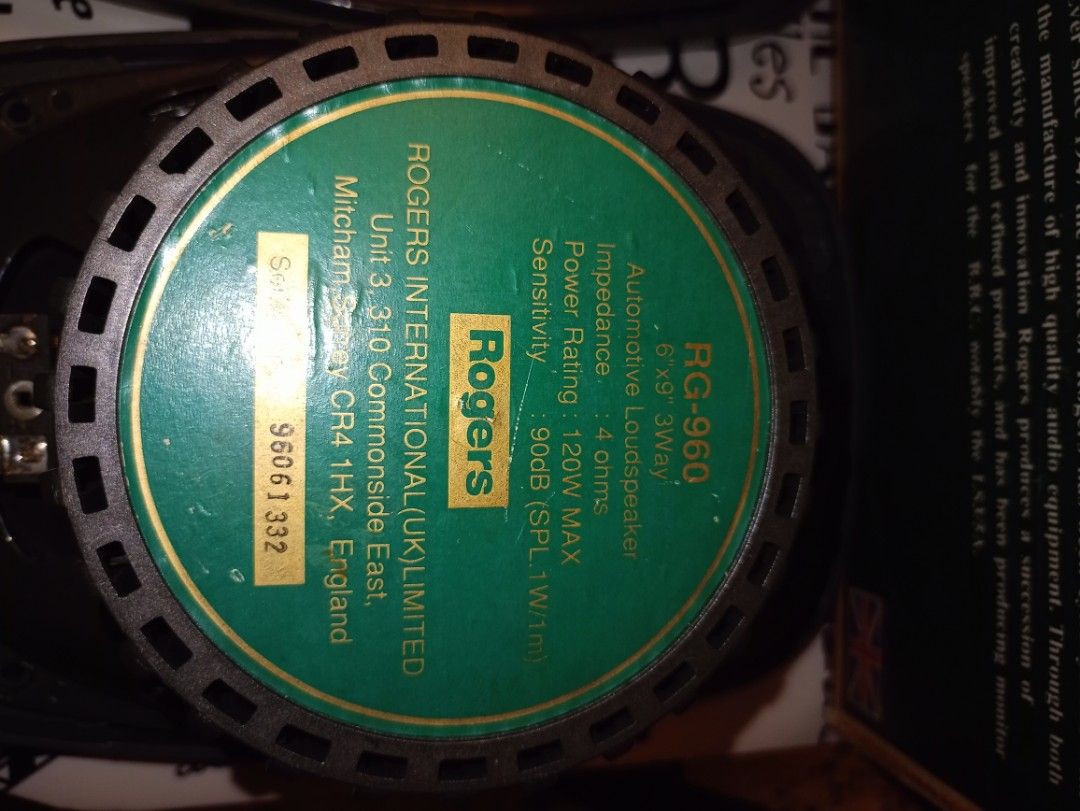 RG-960
6"x9" 3Way
Automotive Loudspeaker
Impedance : 4 ohms
Power Rating : 120W MAX
Sensitivity : 90dB (SPL.1W/1m)
Rogers
ROGERS INTERNATIONAL(UK)LIMITED
Unit 3, 310 Commonside East,
Mitcham, Surrey CR4 1HX, England
96061332
the manufacture of high quality audio equipment. Through both
creativity and innovation Rogers produces a succession of
improved and refined products, and has been producing monitor
speakers for the B.B.C. notably the